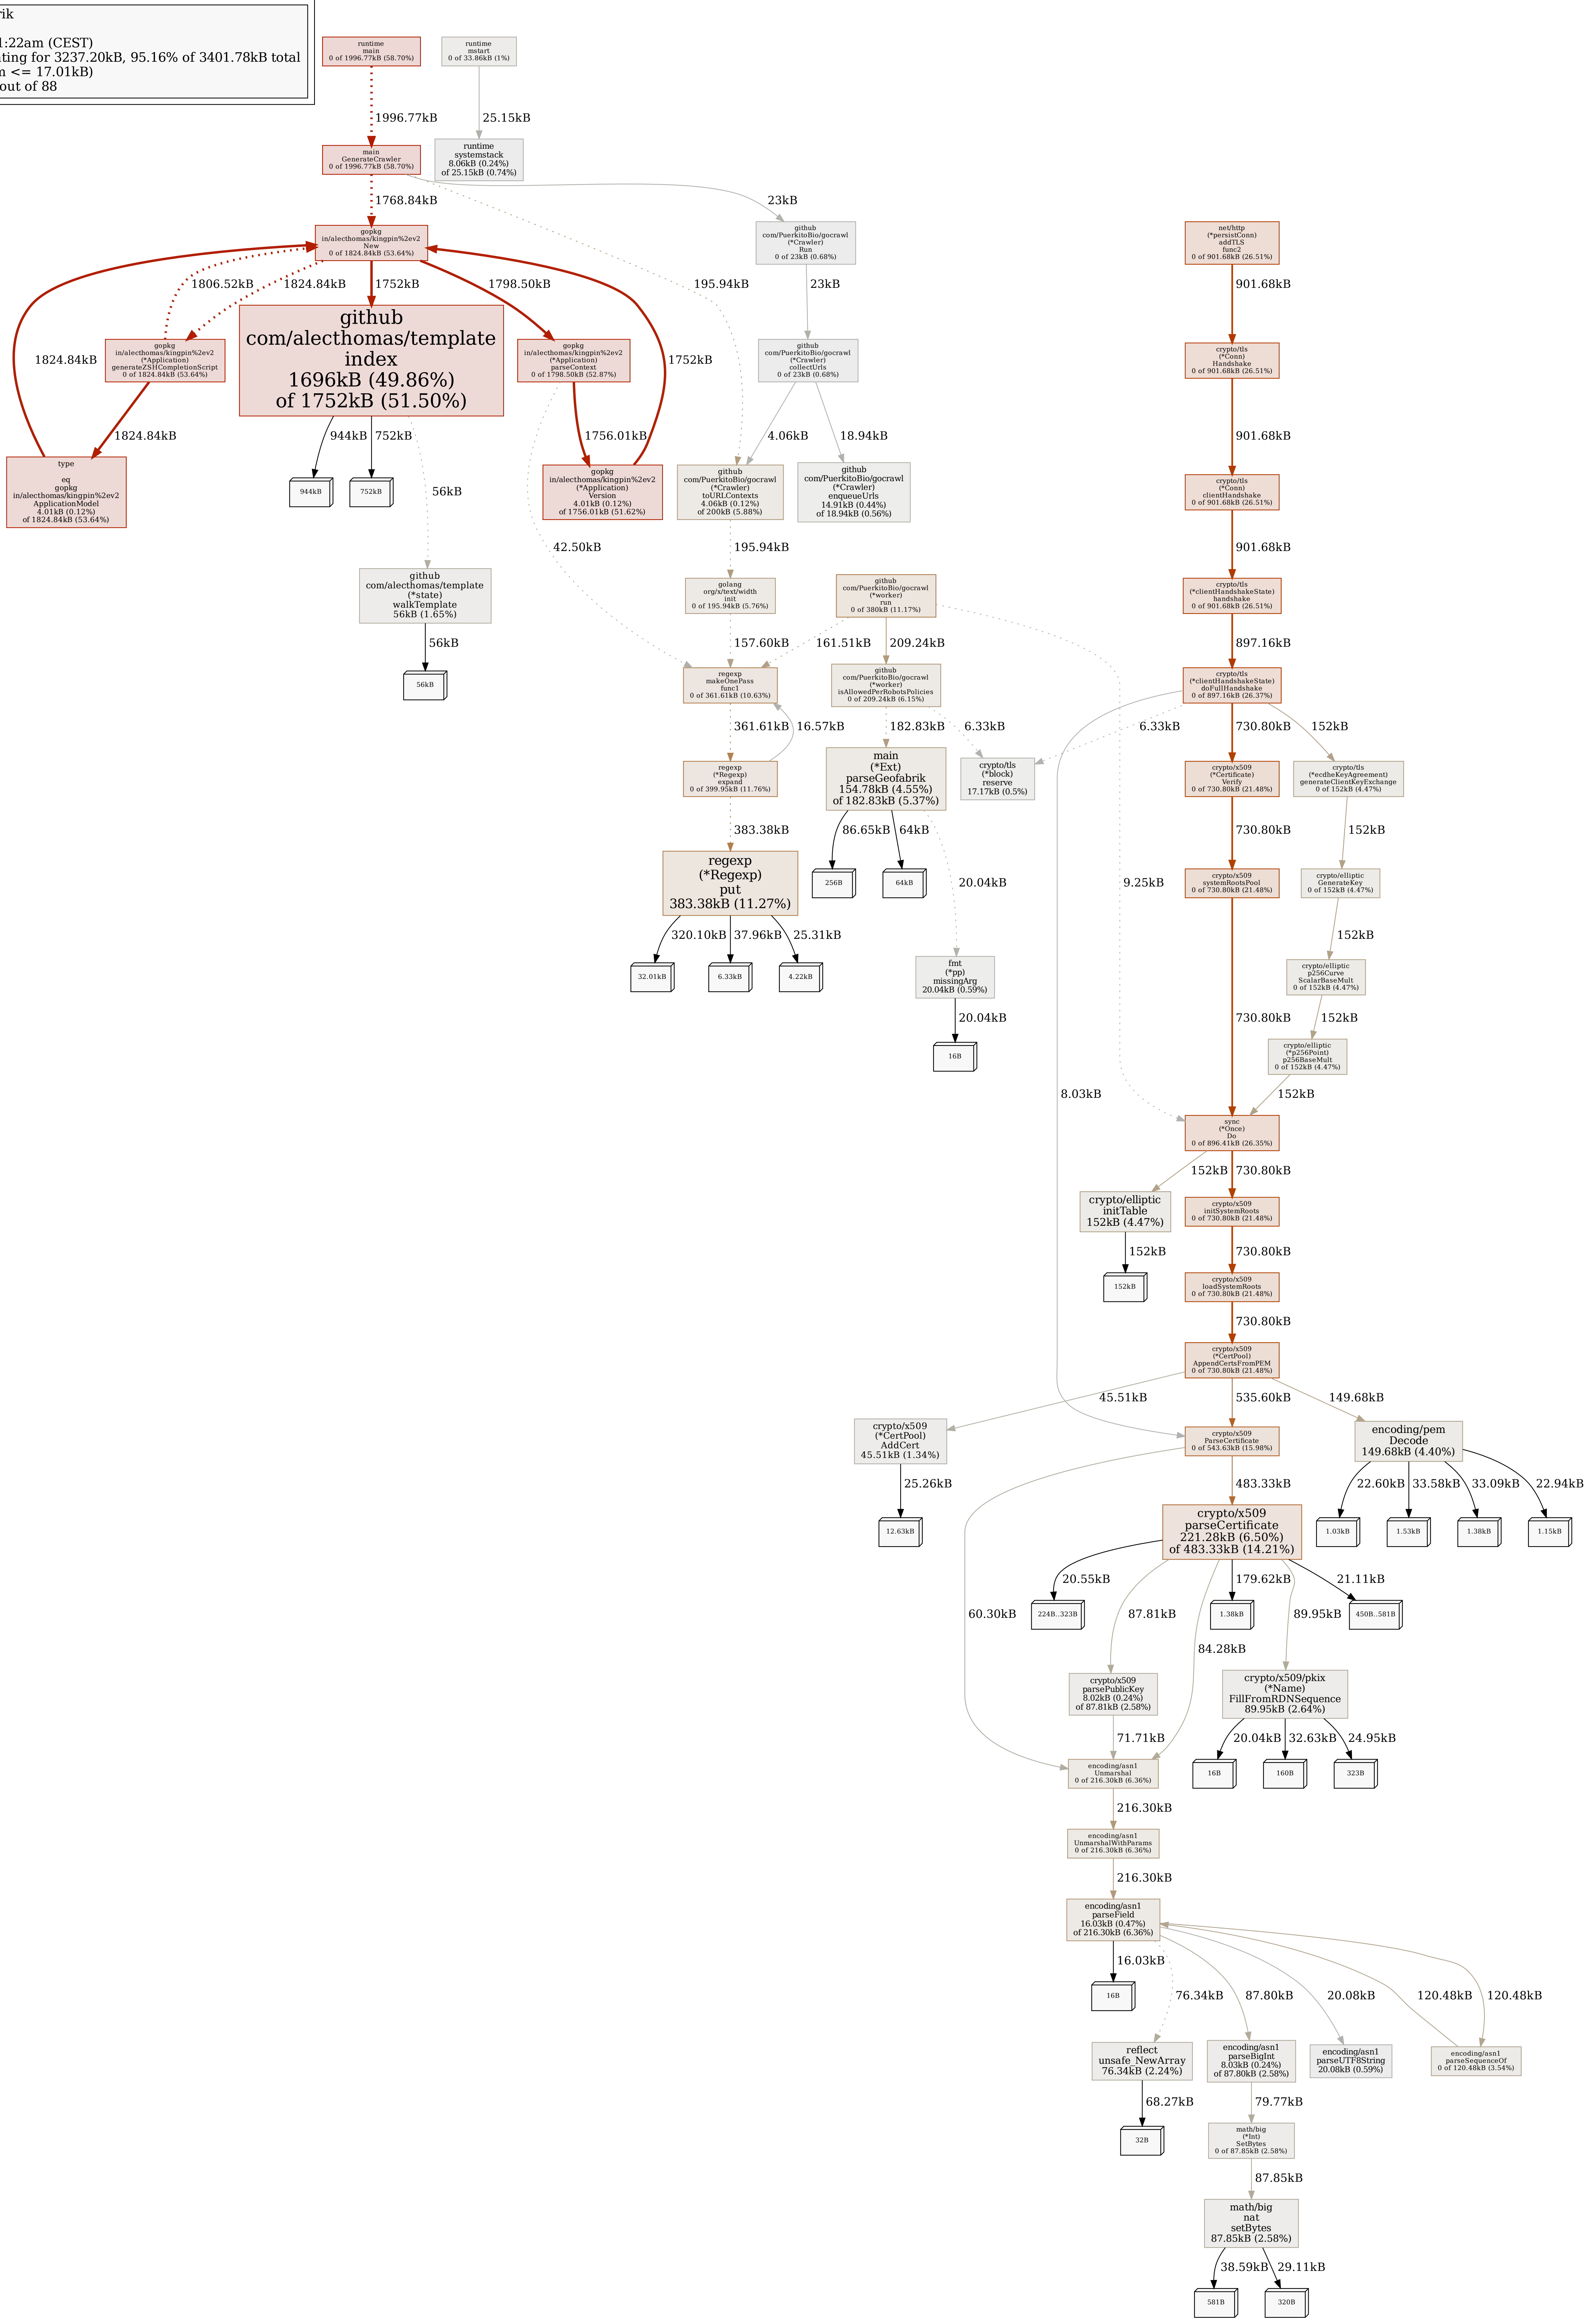 rik
1:22am (CEST)
ting for 3237.20kB, 95.16% of 3401.78kB total
n <= 17.01kB)
out of 88
runtime
main
0 of 1996.77kB (58.70%)
runtime
mstart
0 of 33.86kB (1%)
1996.77kB
25.15kB
main
GenerateCrawler
0 of 1996.77kB (58.70%)
runtime
systemstack
8.06kB (0.24%)
of 25.15kB (0.74%)
1768.84kB
23kB
gopkg
in/alecthomas/kingpin%2ev2
New
0 of 1824.84kB (53.64%)
github
com/PuerkitoBio/gocrawl
(*Crawler)
Run
0 of 23kB (0.68%)
net/http
(*persistConn)
addTLS
func2
0 of 901.68kB (26.51%)
1806.52kB
1824.84kB
1752kB
1798.50kB
195.94kB
23kB
901.68kB
1824.84kB
gopkg
in/alecthomas/kingpin%2ev2
(*Application)
generateZSHCompletionScript
0 of 1824.84kB (53.64%)
github
com/alecthomas/template
index
1696kB (49.86%)
of 1752kB (51.50%)
gopkg
in/alecthomas/kingpin%2ev2
(*Application)
parseContext
0 of 1798.50kB (52.87%)
1752kB
github
com/PuerkitoBio/gocrawl
(*Crawler)
collectUrls
0 of 23kB (0.68%)
crypto/tls
(*Conn)
Handshake
0 of 901.68kB (26.51%)
1824.84kB
944kB
752kB
56kB
1756.01kB
4.06kB
18.94kB
901.68kB
type
eq
gopkg
in/alecthomas/kingpin%2ev2
ApplicationModel
4.01kB (0.12%)
of 1824.84kB (53.64%)
944kB
752kB
gopkg
in/alecthomas/kingpin%2ev2
(*Application)
Version
4.01kB (0.12%)
of 1756.01kB (51.62%)
github
com/PuerkitoBio/gocrawl
(*Crawler)
toURLContexts
4.06kB (0.12%)
of 200kB (5.88%)
github
com/PuerkitoBio/gocrawl
(*Crawler)
enqueueUrls
14.91kB (0.44%)
of 18.94kB (0.56%)
crypto/tls
(*Conn)
clientHandshake
0 of 901.68kB (26.51%)
42.50kB
195.94kB
901.68kB
github
com/alecthomas/template
(*state)
walkTemplate
56kB (1.65%)
golang
org/x/text/width
init
0 of 195.94kB (5.76%)
github
com/PuerkitoBio/gocrawl
(*worker)
run
0 of 380kB (11.17%)
crypto/tls
(*clientHandshakeState)
handshake
0 of 901.68kB (26.51%)
56kB
157.60kB
161.51kB
209.24kB
897.16kB
56kB
regexp
makeOnePass
func1
0 of 361.61kB (10.63%)
github
com/PuerkitoBio/gocrawl
(*worker)
isAllowedPerRobotsPolicies
0 of 209.24kB (6.15%)
crypto/tls
(*clientHandshakeState)
doFullHandshake
0 of 897.16kB (26.37%)
361.61kB
16.57kB
182.83kB
6.33kB
6.33kB
730.80kB
152kB
regexp
(*Regexp)
expand
0 of 399.95kB (11.76%)
main
(*Ext)
parseGeofabrik
154.78kB (4.55%)
of 182.83kB (5.37%)
crypto/tls
(*block)
reserve
17.17kB (0.5%)
crypto/x509
(*Certificate)
Verify
0 of 730.80kB (21.48%)
crypto/tls
(*ecdheKeyAgreement)
generateClientKeyExchange
0 of 152kB (4.47%)
383.38kB
86.65kB
64kB
730.80kB
152kB
regexp
(*Regexp)
put
383.38kB (11.27%)
256B
64kB
20.04kB
9.25kB
crypto/x509
systemRootsPool
0 of 730.80kB (21.48%)
crypto/elliptic
GenerateKey
0 of 152kB (4.47%)
320.10kB
37.96kB
25.31kB
152kB
32.01kB
6.33kB
4.22kB
fmt
(*pp)
missingArg
20.04kB (0.59%)
crypto/elliptic
p256Curve
ScalarBaseMult
0 of 152kB (4.47%)
20.04kB
730.80kB
152kB
16B
crypto/elliptic
(*p256Point)
p256BaseMult
0 of 152kB (4.47%)
8.03kB
152kB
sync
(*Once)
Do
0 of 896.41kB (26.35%)
152kB
730.80kB
crypto/elliptic
initTable
152kB (4.47%)
crypto/x509
initSystemRoots
0 of 730.80kB (21.48%)
152kB
730.80kB
152kB
crypto/x509
loadSystemRoots
0 of 730.80kB (21.48%)
730.80kB
crypto/x509
(*CertPool)
AppendCertsFromPEM
0 of 730.80kB (21.48%)
45.51kB
535.60kB
149.68kB
crypto/x509
(*CertPool)
AddCert
45.51kB (1.34%)
crypto/x509
ParseCertificate
0 of 543.63kB (15.98%)
encoding/pem
Decode
149.68kB (4.40%)
25.26kB
483.33kB
22.60kB
33.58kB
33.09kB
22.94kB
12.63kB
crypto/x509
parseCertificate
221.28kB (6.50%)
of 483.33kB (14.21%)
1.03kB
1.53kB
1.38kB
1.15kB
20.55kB
179.62kB
21.11kB
60.30kB
224B..323B
87.81kB
1.38kB
89.95kB
450B..581B
84.28kB
crypto/x509
parsePublicKey
8.02kB (0.24%)
of 87.81kB (2.58%)
crypto/x509/pkix
(*Name)
FillFromRDNSequence
89.95kB (2.64%)
71.71kB
20.04kB
32.63kB
24.95kB
encoding/asn1
Unmarshal
0 of 216.30kB (6.36%)
16B
160B
323B
216.30kB
encoding/asn1
UnmarshalWithParams
0 of 216.30kB (6.36%)
216.30kB
encoding/asn1
parseField
16.03kB (0.47%)
of 216.30kB (6.36%)
16.03kB
16B
76.34kB
87.80kB
20.08kB
120.48kB
120.48kB
reflect
unsafe_NewArray
76.34kB (2.24%)
encoding/asn1
parseBigInt
8.03kB (0.24%)
of 87.80kB (2.58%)
encoding/asn1
parseUTF8String
20.08kB (0.59%)
encoding/asn1
parseSequenceOf
0 of 120.48kB (3.54%)
68.27kB
79.77kB
32B
math/big
(*Int)
SetBytes
0 of 87.85kB (2.58%)
87.85kB
math/big
nat
setBytes
87.85kB (2.58%)
38.59kB
29.11kB
581B
320B